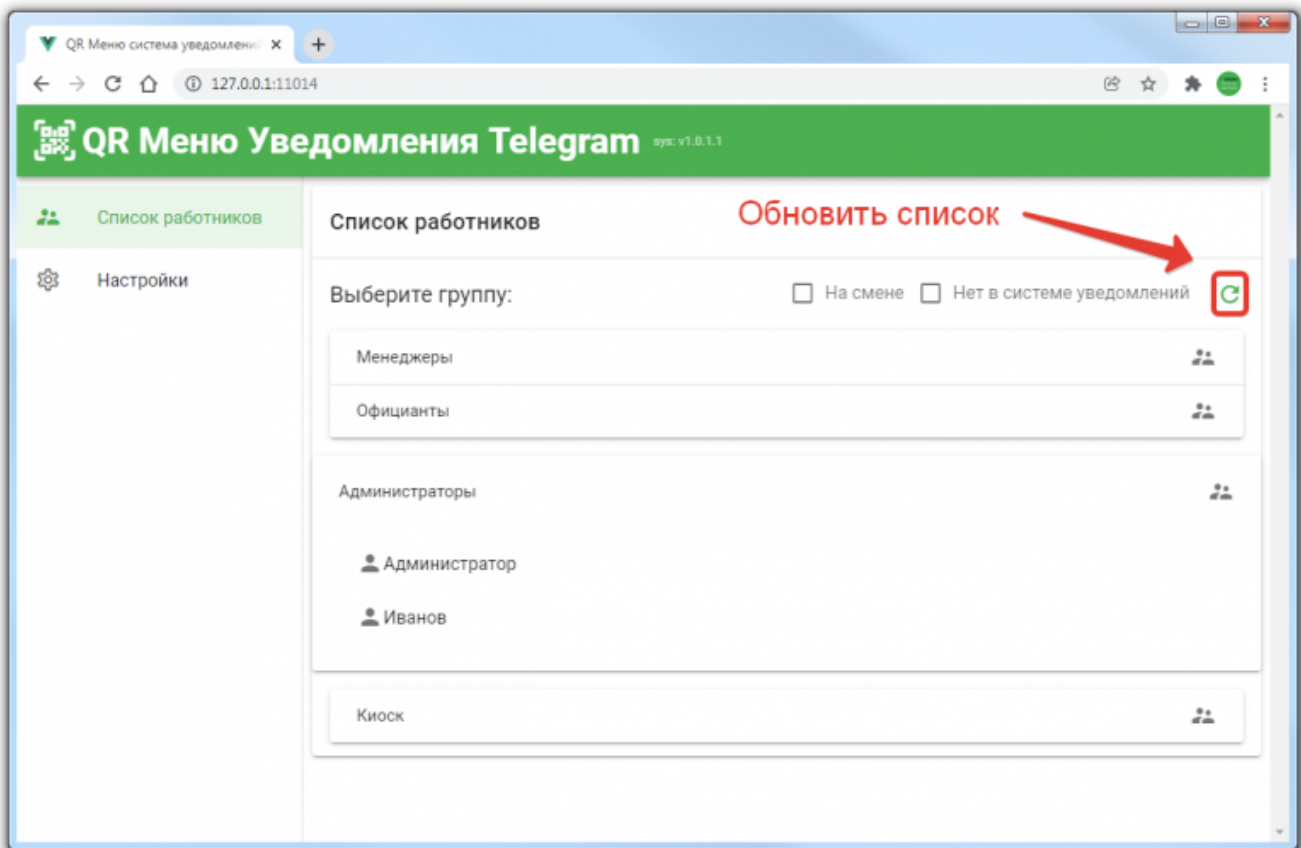 QR Меню система уведомлени
127.0.0.1:11014
QR Меню Уведомления Telegram sys: v1.0.1.1
Список работников
Настройки
Список работников
Обновить список
Выберите группу:
На смене
Нет в системе уведомлений
Менеджеры
Официанты
Администраторы
Администратор
Иванов
Киоск